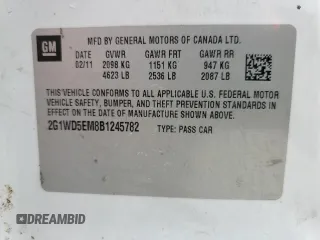 GM
MFD BY GENERAL MOTORS OF CANADA LTD.
DATE GVWR GAWR FRT GAWR RR
02/11 2098 KG 1151 KG 947 KG
4623 LB 2536 LB 2087 LB
THIS VEHICLE CONFORMS TO ALL APPLICABLE U.S. FEDERAL MOTOR
VEHICLE SAFETY, BUMPER, AND THEFT PREVENTION STANDARDS IN
EFFECT ON THE DATE OF MANUFACTURE SHOWN ABOVE.
2G1WD5EM8B1245782 TYPE: PASS CAR
DREAMBID